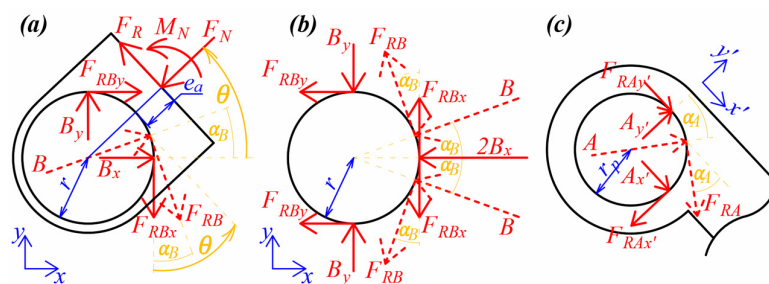 (a)
F_R
M_N
F_N
F_RBy
e_a
θ
B_y
α_B
B
B_x
r
F_RBx
F_RB
α_B
θ
y
x
(b)
B_y
F_RB
F_RBy
α_B
B
F_RBx
α_B
2B_x
α_B
r
F_RBy
F_RBx
B
α_B
B_y
F_RB
y
x
(c)
y'
F_RAy'
x'
A
A_y'
α_A
r_p
A_x'
α_A
F_RA
F_RAx'